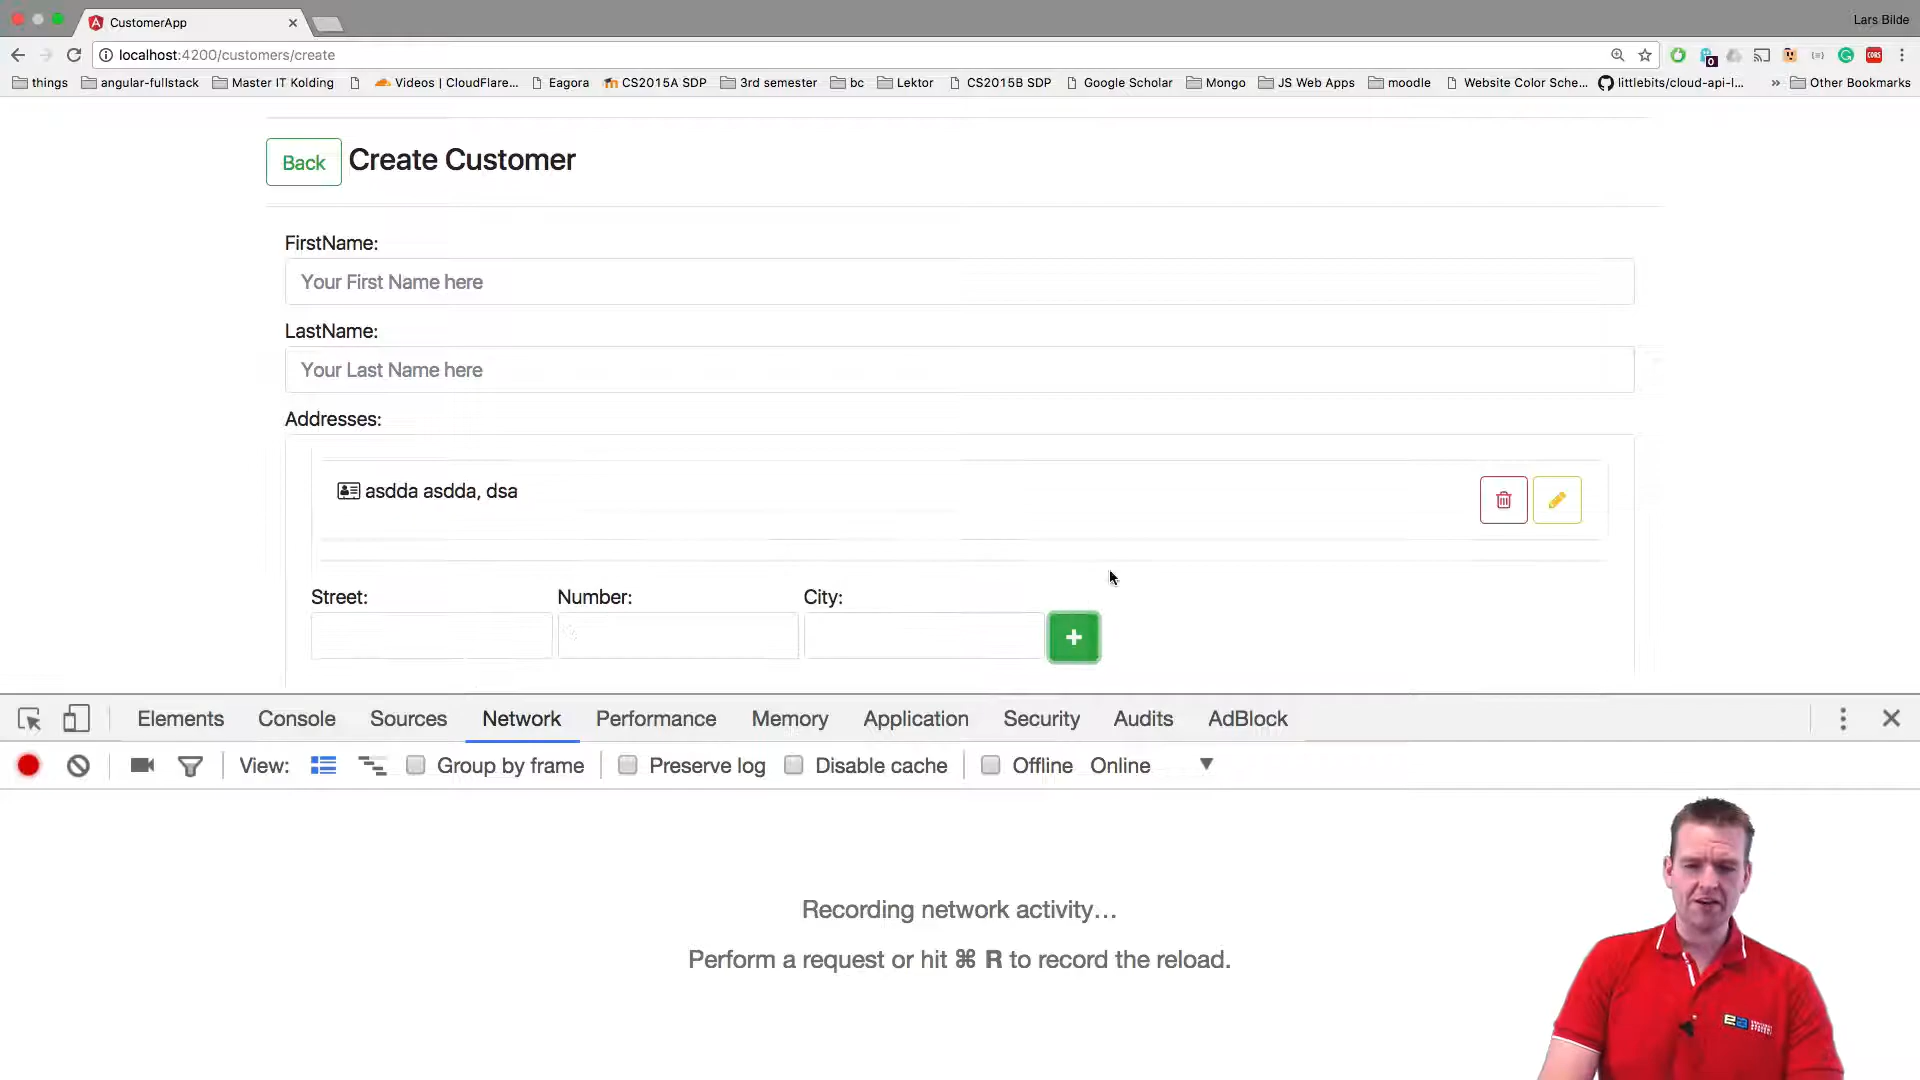 CustomerApp
Lars Bilde
localhost:4200/customers/create
0
CORS
things angular-fullstack Master IT Kolding Videos | CloudFlare... Eagora CS2015A SDP 3rd semester bc Lektor CS2015B SDP Google Scholar Mongo JS Web Apps moodle Website Color Sche... littlebits/cloud-api-l... » Other Bookmarks
Back Create Customer
FirstName:
Your First Name here
LastName:
Your Last Name here
Addresses:
asdda asdda, dsa
Street: Number: City:
+
Elements Console Sources Network Performance Memory Application Security Audits AdBlock
View: Group by frame Preserve log Disable cache Offline Online
Recording network activity...
Perform a request or hit ⌘ R to record the reload.